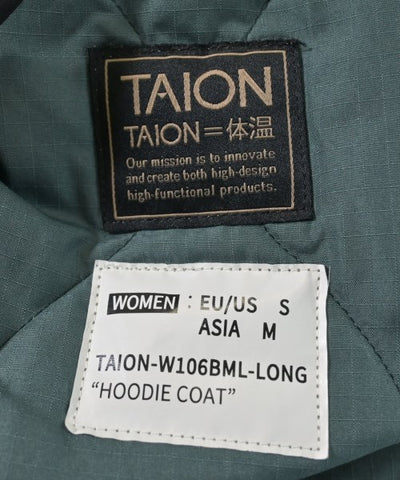 TAION
TAION=体温
Our mission is to innovate
and create both high-design
high-functional products.
WOMEN : EU/US S
ASIA M
TAION-W106BML-LONG
“HOODIE COAT”